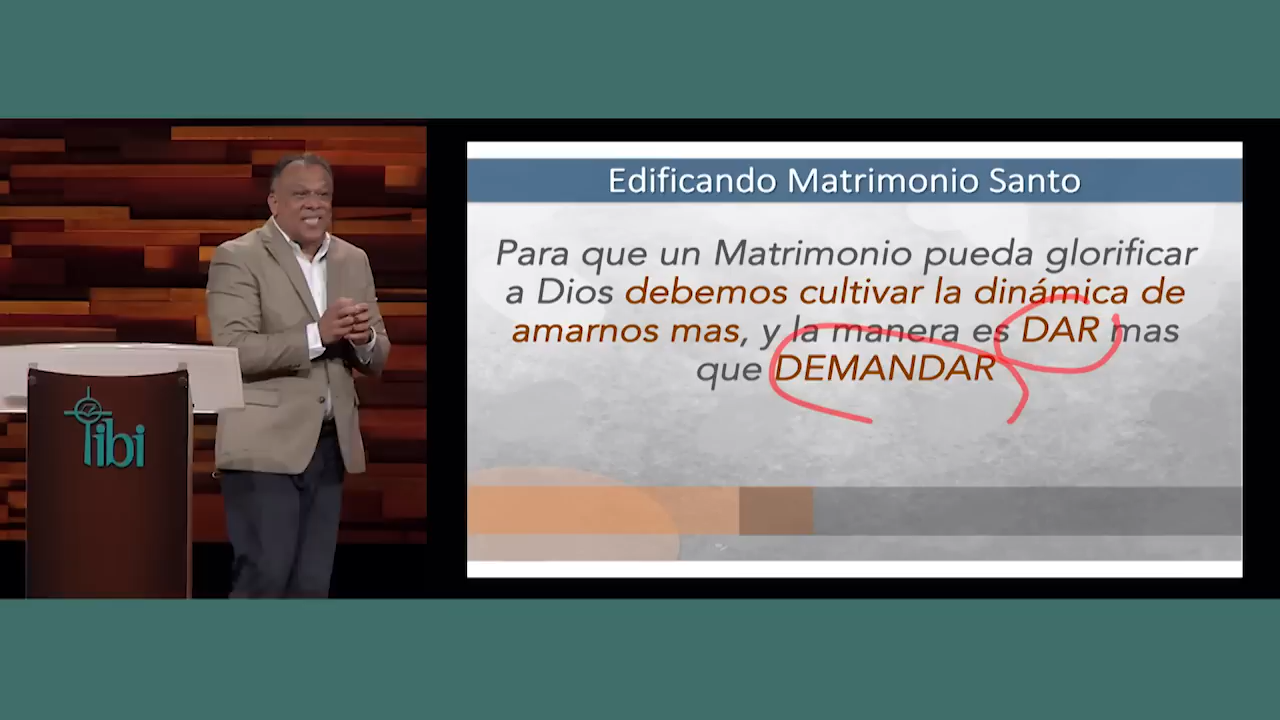 Edificando Matrimonio Santo
Para que un Matrimonio pueda glorificar
a Dios debemos cultivar la dinámica de
amarnos mas, y la manera es DAR mas
que DEMANDAR
ibi